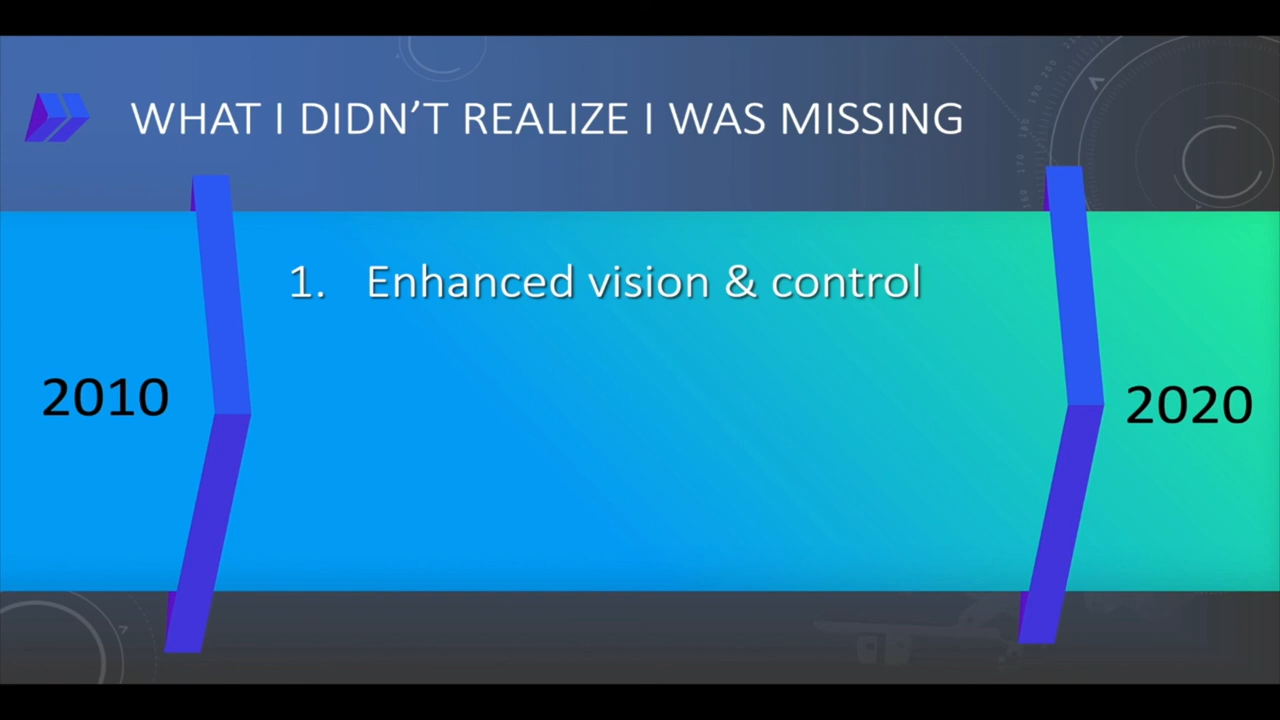 WHAT I DIDN’T REALIZE I WAS MISSING
1. Enhanced vision & control
2010
2020